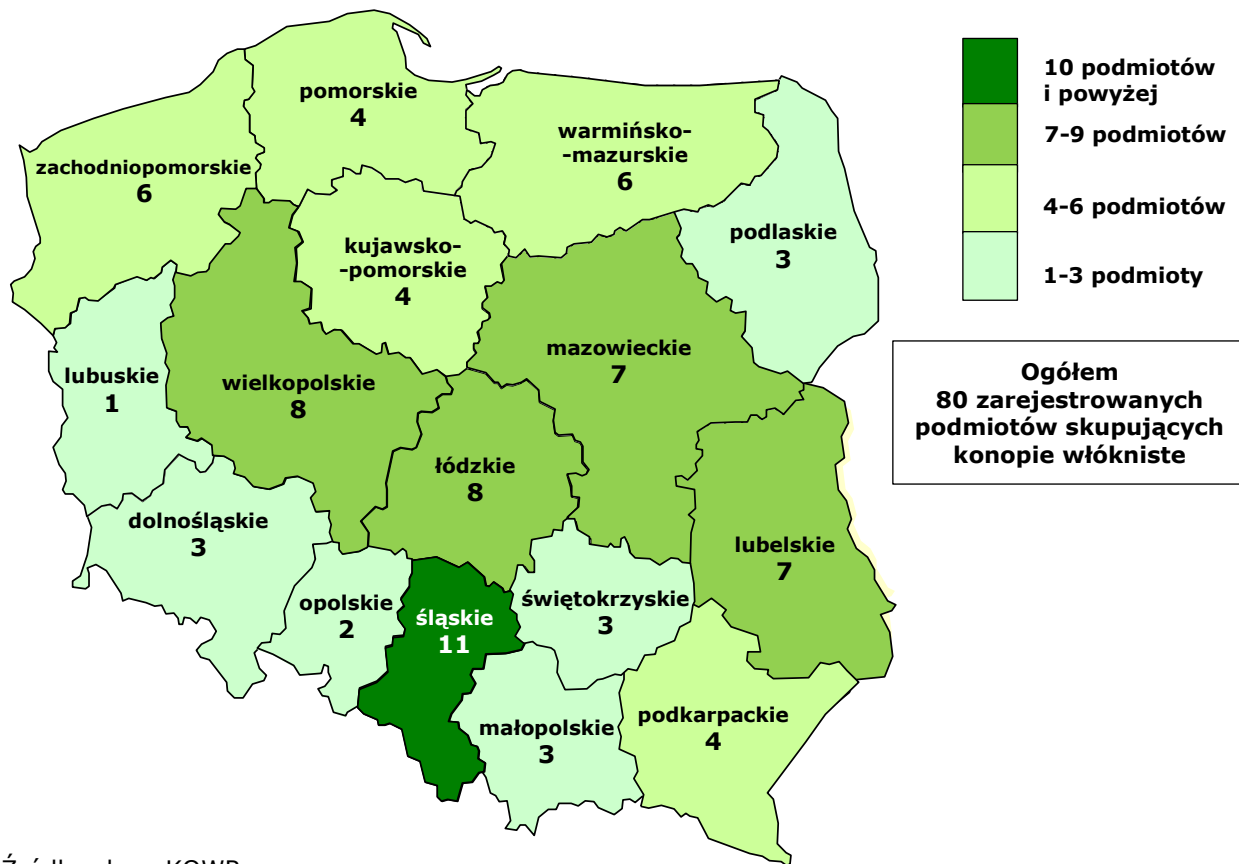 pomorskie
4
warmińsko-
-mazurskie
6
zachodniopomorskie
6
podlaskie
3
kujawsko-
-pomorskie
4
mazowieckie
7
lubuskie
1
wielkopolskie
8
łódzkie
8
dolnośląskie
3
lubelskie
7
opolskie
2
śląskie
11
świętokrzyskie
3
małopolskie
3
podkarpackie
4
10 podmiotów
i powyżej
7-9 podmiotów
4-6 podmiotów
1-3 podmioty
Ogółem
80 zarejestrowanych
podmiotów skupujących
konopie włókniste